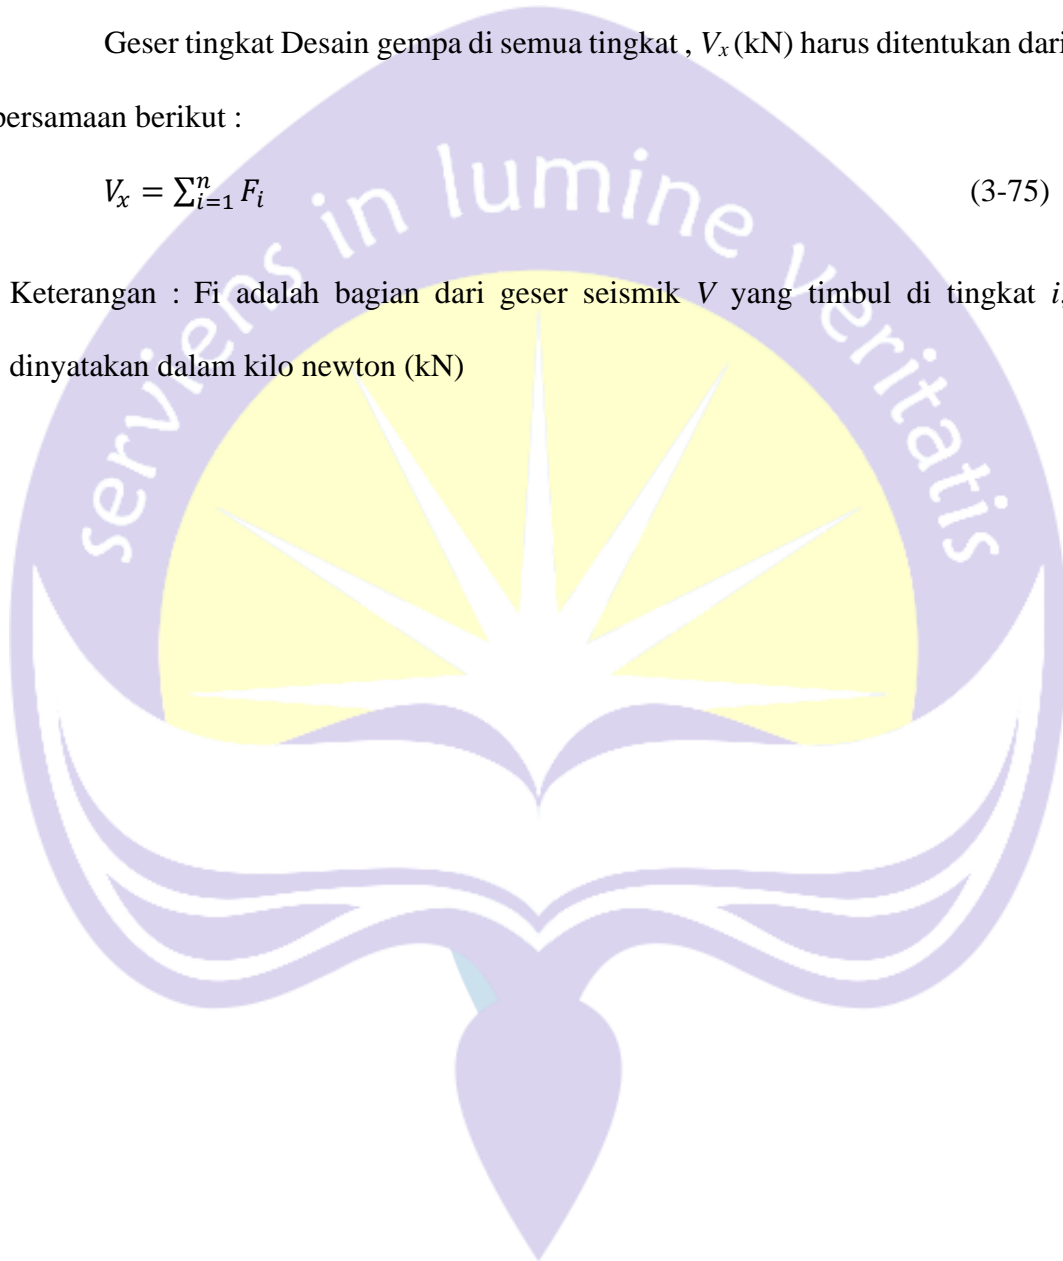 Geser tingkat Desain gempa di semua tingkat , Vₓ (kN) harus ditentukan dari
persamaan berikut :
Vₓ = ∑ⁿᵢ₌₁ Fᵢ (3-75)
Keterangan : Fi adalah bagian dari geser seismik V yang timbul di tingkat i,
dinyatakan dalam kilo newton (kN)
serviens in lumine veritatis